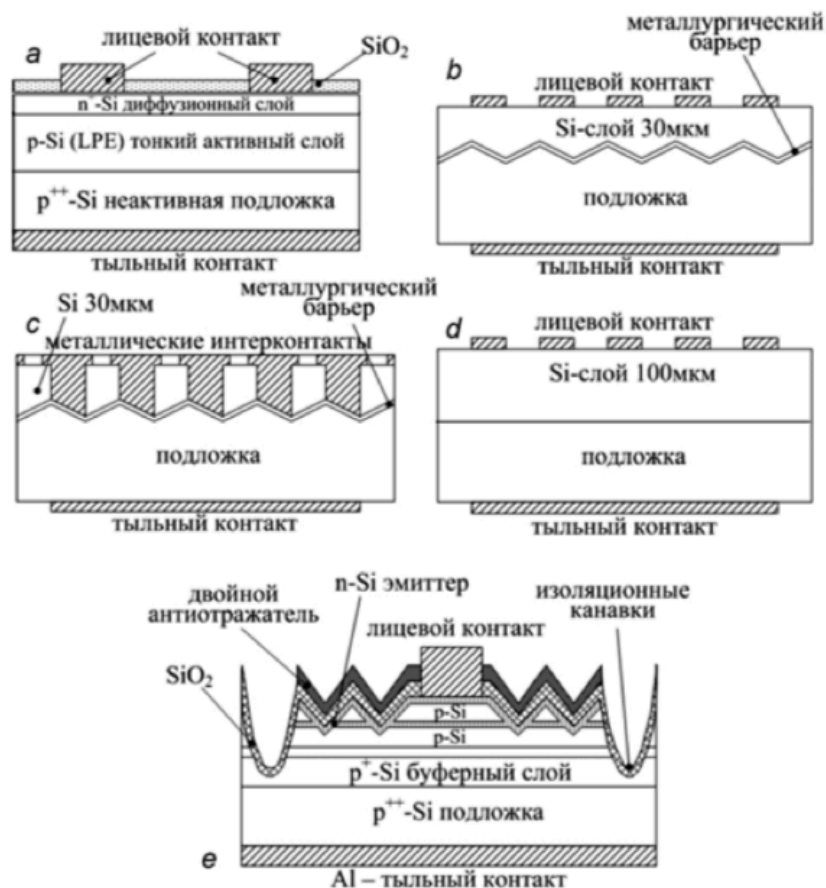 a
лицевой контакт
SiO₂
n⁺-Si диффузионный слой
p-Si (LPE) тонкий активный слой
p⁺⁺-Si неактивная подложка
тыльный контакт
b
металлургический
барьер
лицевой контакт
Si-слой 30мкм
подложка
тыльный контакт
c
Si 30мкм
металлургический
барьер
металлические интерконтакты
подложка
тыльный контакт
d
лицевой контакт
Si-слой 100мкм
подложка
тыльный контакт
двойной
антиотражатель
n-Si эмиттер
лицевой контакт
изоляционные
канавки
SiO₂
p-Si
p-Si
p⁺-Si буферный слой
p⁺⁺-Si подложка
e
Al – тыльный контакт